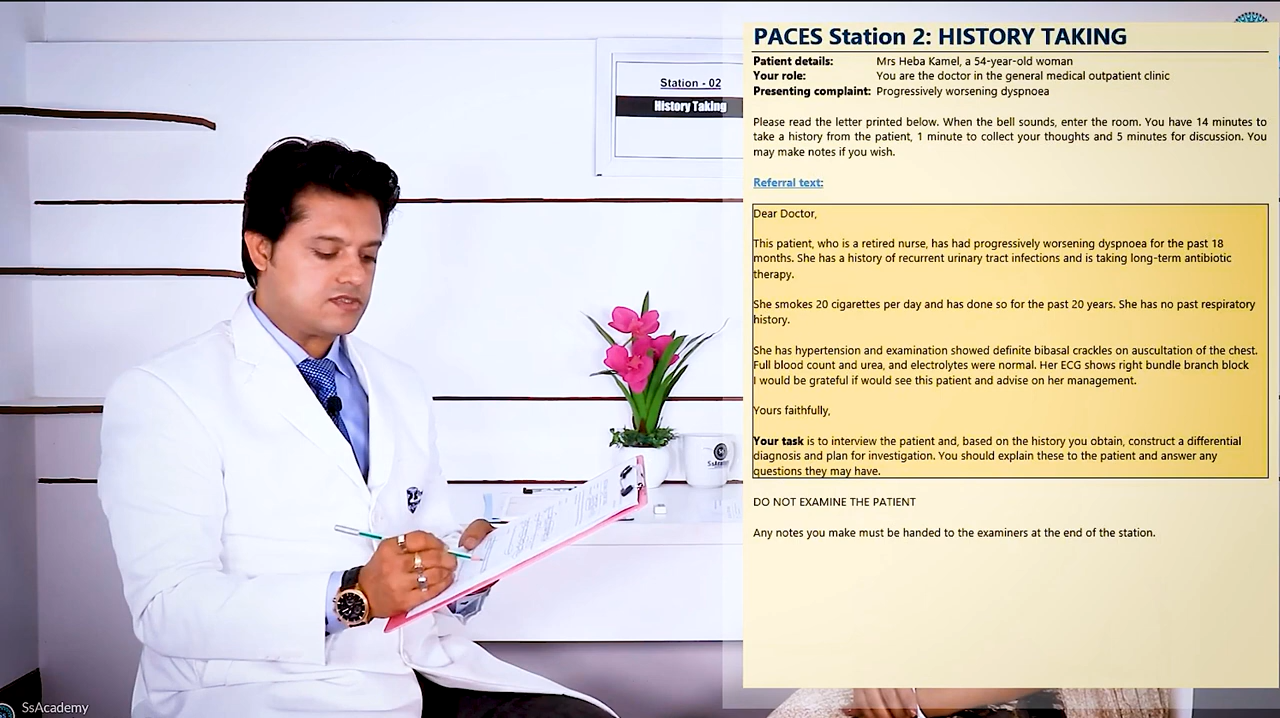 Station - 02
History Taking
PACES Station 2: HISTORY TAKING
Patient details: Mrs Heba Kamel, a 54-year-old woman
Your role: You are the doctor in the general medical outpatient clinic
Presenting complaint: Progressively worsening dyspnoea
Please read the letter printed below. When the bell sounds, enter the room. You have 14 minutes to
take a history from the patient, 1 minute to collect your thoughts and 5 minutes for discussion. You
may make notes if you wish.
Referral text:
Dear Doctor,
This patient, who is a retired nurse, has had progressively worsening dyspnoea for the past 18
months. She has a history of recurrent urinary tract infections and is taking long-term antibiotic
therapy.
She smokes 20 cigarettes per day and has done so for the past 20 years. She has no past respiratory
history.
She has hypertension and examination showed definite bibasal crackles on auscultation of the chest.
Full blood count and urea, and electrolytes were normal. Her ECG shows right bundle branch block
I would be grateful if would see this patient and advise on her management.
Yours faithfully,
Your task is to interview the patient and, based on the history you obtain, construct a differential
diagnosis and plan for investigation. You should explain these to the patient and answer any
questions they may have.
DO NOT EXAMINE THE PATIENT
Any notes you make must be handed to the examiners at the end of the station.
SsAcademy